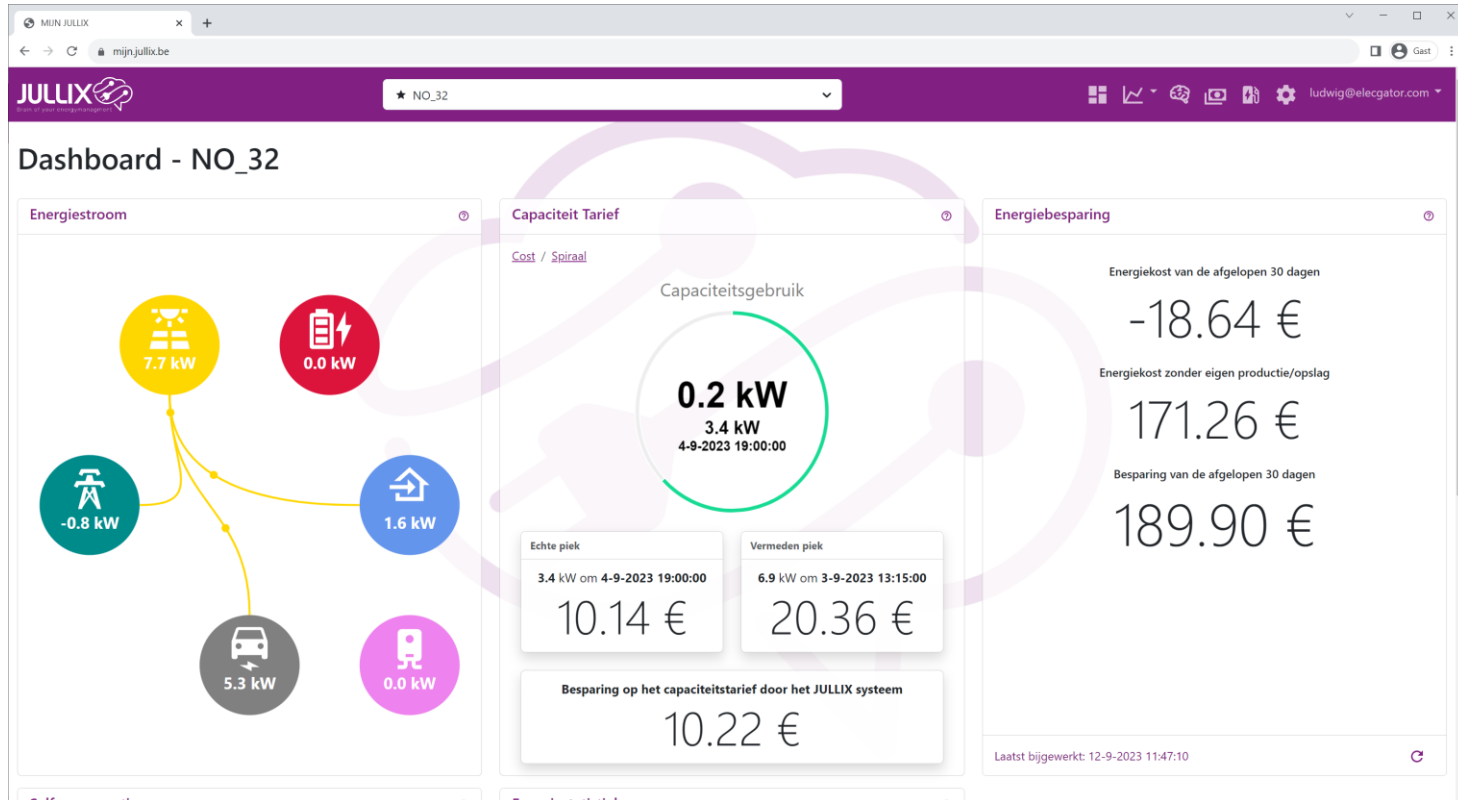 MIJN JULLIX
mijn.jullix.be
Gast
JULLIX
Brain of your energymanagement
★ NO_32
ludwig@elecgator.com
Dashboard - NO_32
Energiestroom
7.7 kW
0.0 kW
-0.8 kW
1.6 kW
5.3 kW
0.0 kW
Capaciteit Tarief
Cost / Spiraal
Capaciteitsgebruik
0.2 kW
3.4 kW
4-9-2023 19:00:00
Echte piek
3.4 kW om 4-9-2023 19:00:00
10.14 €
Vermeden piek
6.9 kW om 3-9-2023 13:15:00
20.36 €
Besparing op het capaciteitstarief door het JULLIX systeem
10.22 €
Energiebesparing
Energiekost van de afgelopen 30 dagen
-18.64 €
Energiekost zonder eigen productie/opslag
171.26 €
Besparing van de afgelopen 30 dagen
189.90 €
Laatst bijgewerkt: 12-9-2023 11:47:10